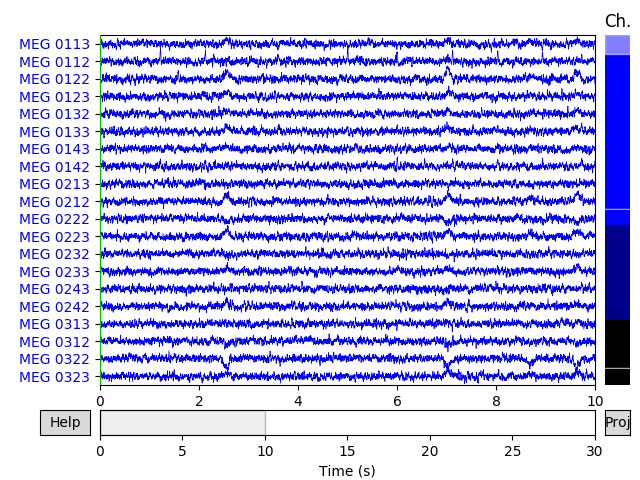 Ch.
MEG 0113
MEG 0112
MEG 0122
MEG 0123
MEG 0132
MEG 0133
MEG 0143
MEG 0142
MEG 0213
MEG 0212
MEG 0222
MEG 0223
MEG 0232
MEG 0233
MEG 0243
MEG 0242
MEG 0313
MEG 0312
MEG 0322
MEG 0323
0 2 4 6 8 10
Help Proj
0 5 10 15 20 25 30
Time (s)